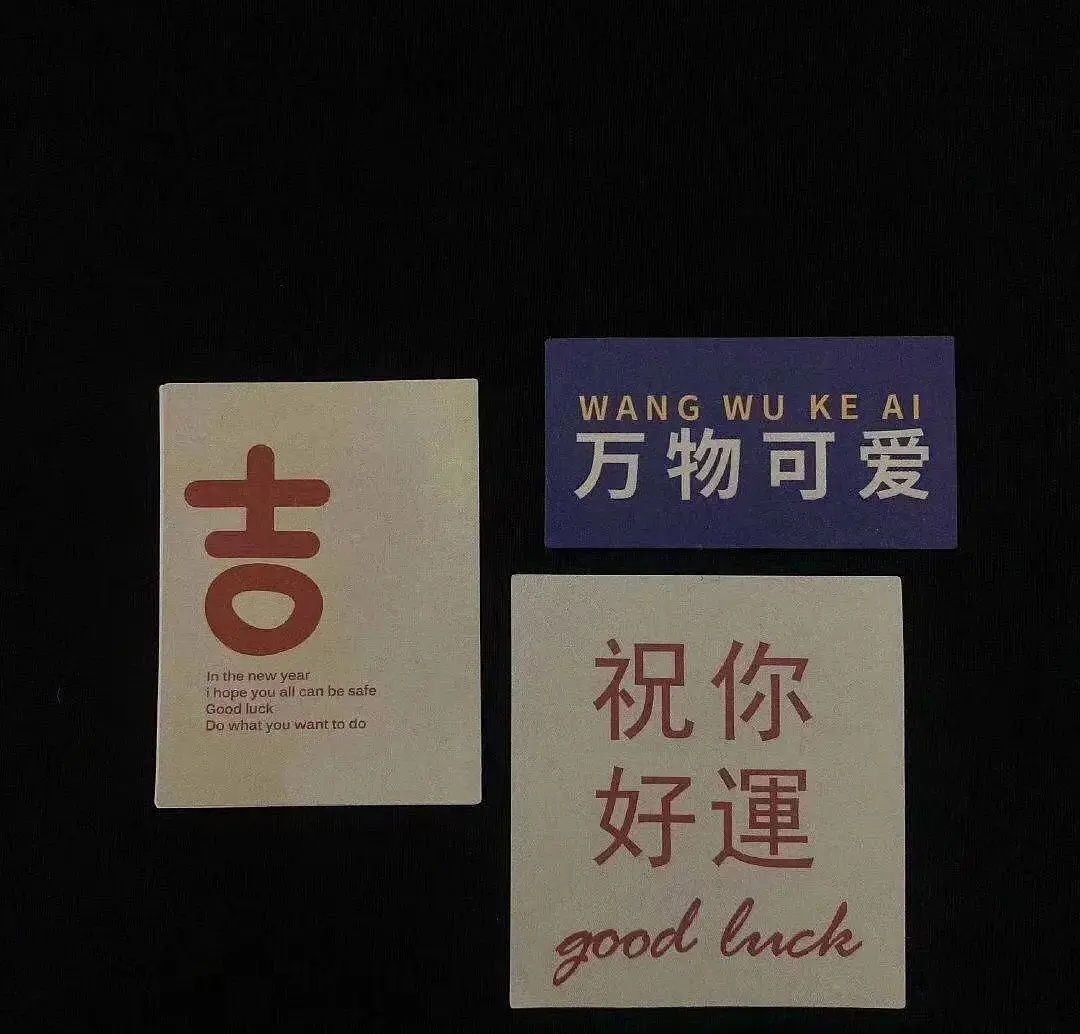 吉
In the new year
i hope you all can be safe
Good luck
Do what you want to do
WANG WU KE AI
万物可爱
祝你
好運
good luck